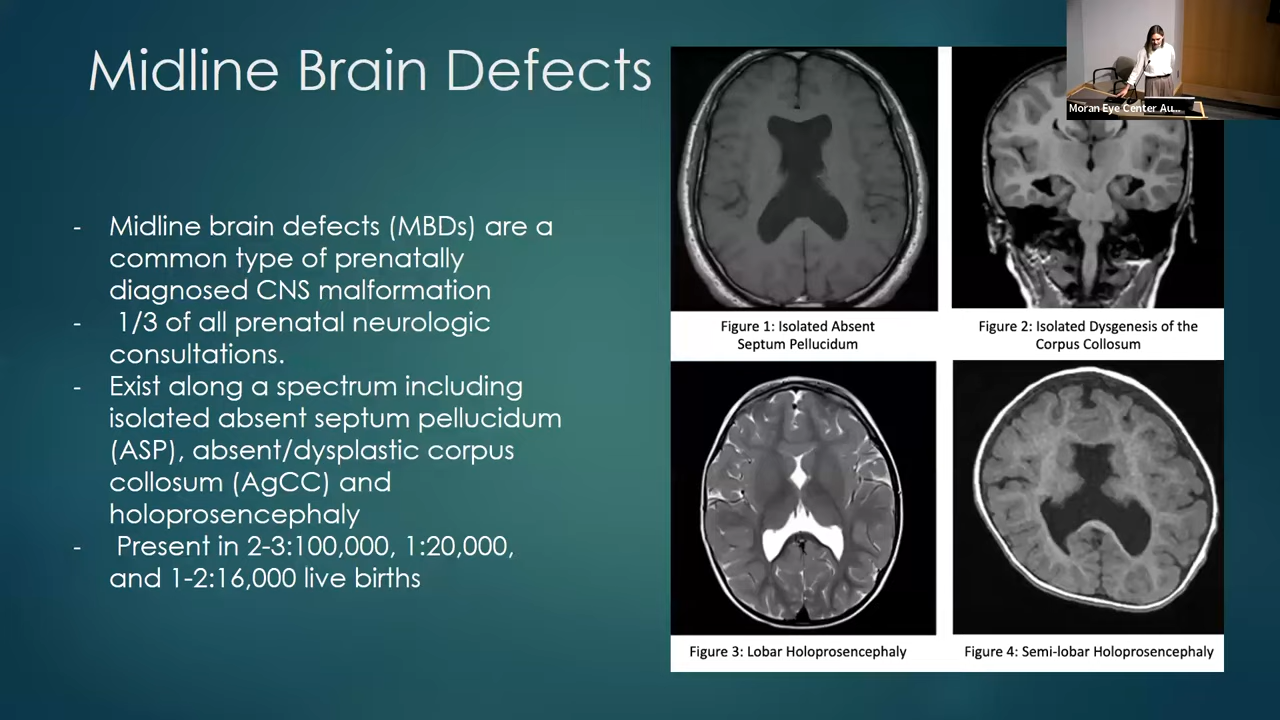 Midline Brain Defects
- Midline brain defects (MBDs) are a
common type of prenatally
diagnosed CNS malformation
- 1/3 of all prenatal neurologic
consultations.
- Exist along a spectrum including
isolated absent septum pellucidum
(ASP), absent/dysplastic corpus
collosum (AgCC) and
holoprosencephaly
- Present in 2-3:100,000, 1:20,000,
and 1-2:16,000 live births
Moran Eye Center Au...
Figure 1: Isolated Absent
Septum Pellucidum
Figure 2: Isolated Dysgenesis of the
Corpus Collosum
Figure 3: Lobar Holoprosencephaly
Figure 4: Semi-lobar Holoprosencephaly